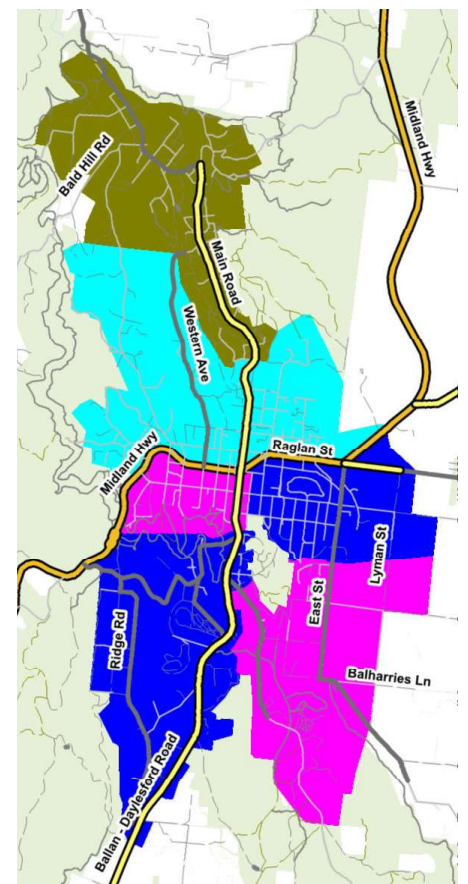 Midland Hwy
Bald Hill Rd
Main Road
Western Ave
Raglan St
Midland Hwy
Lyman St
East St
Ridge Rd
Balharries Ln
Ballan - Daylesford Road